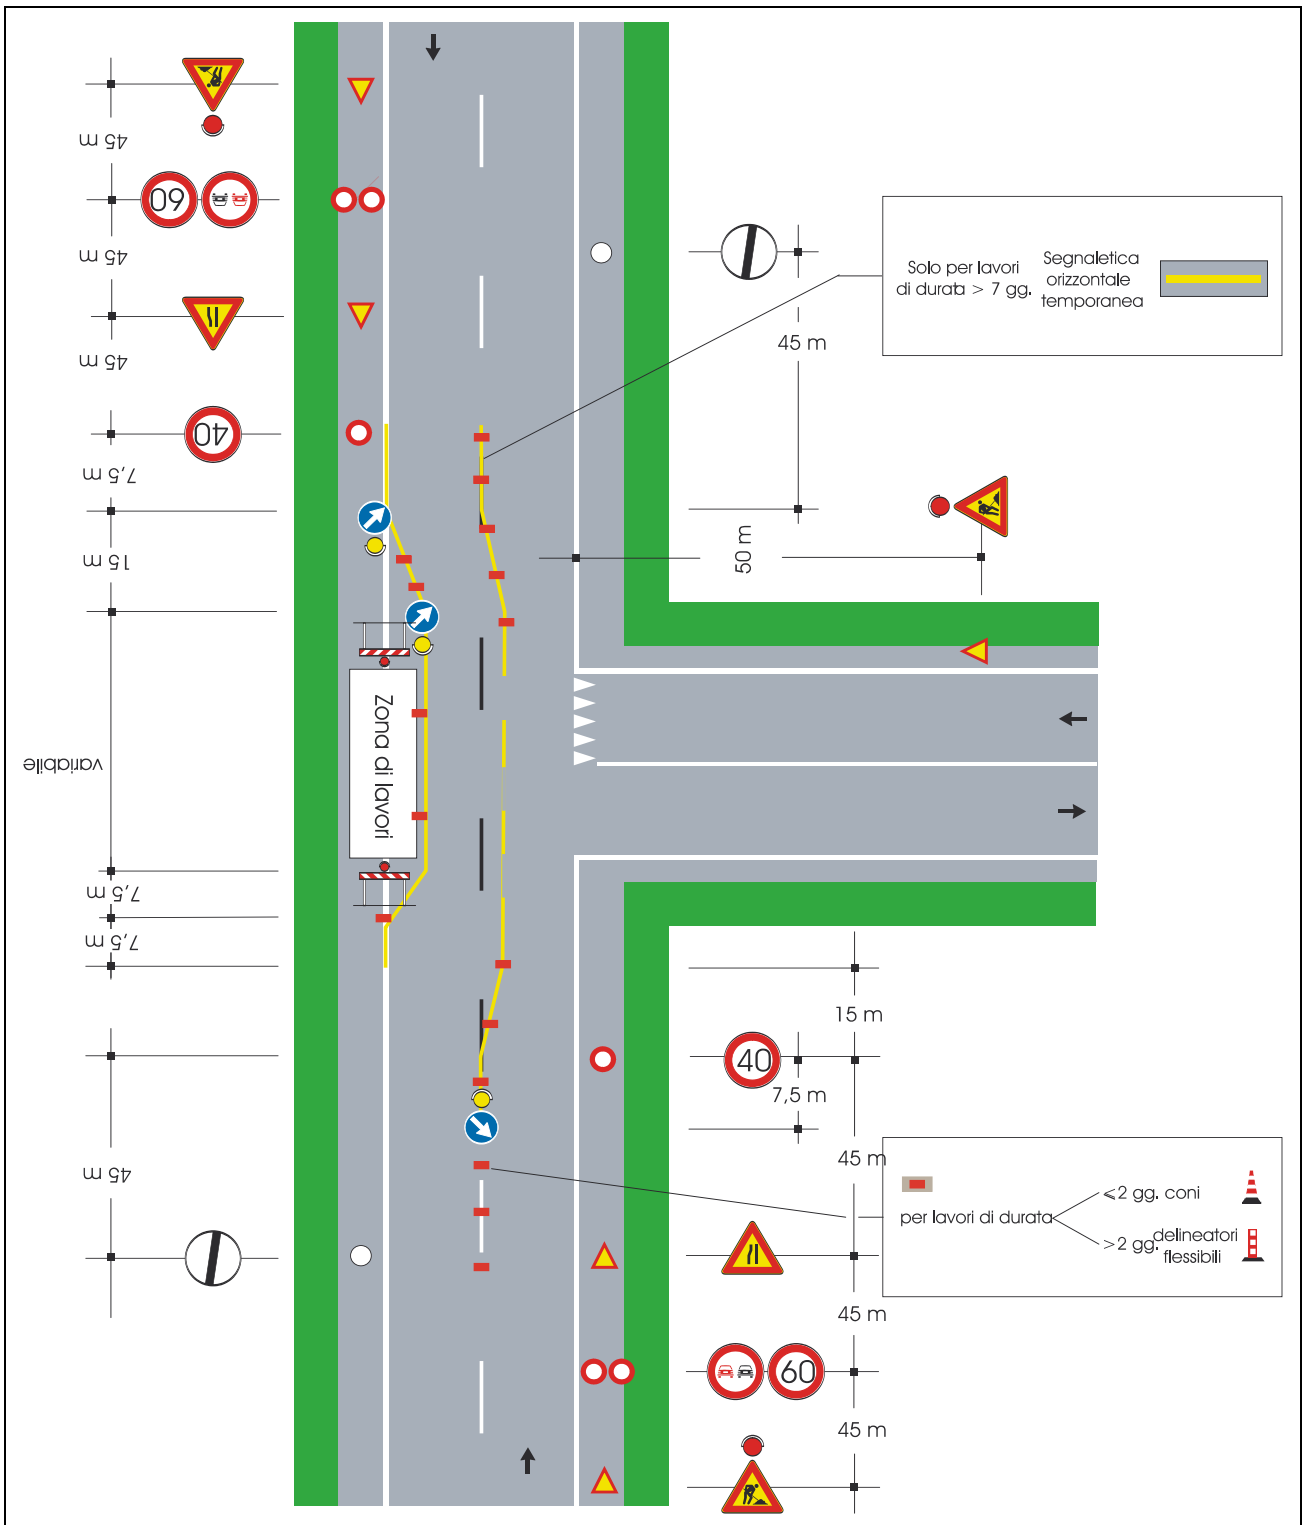 45 m
60
45 m
45 m
40
7,5 m
15 m
variabile
7,5 m
7,5 m
45 m
Zona di lavori
Solo per lavori
di durata > 7 gg.
Segnaletica
orizzontale
temporanea
45 m
50 m
15 m
40
7,5 m
45 m
per lavori di durata
⩽2 gg. coni
>2 gg. delineatori
flessibili
45 m
60
45 m